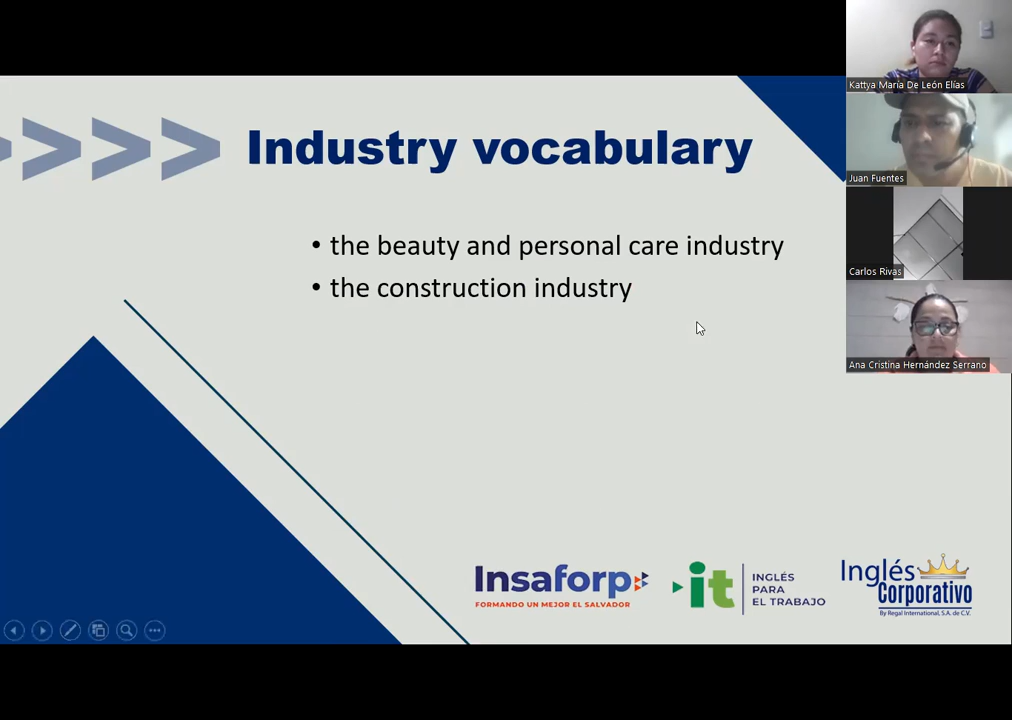 Industry vocabulary
• the beauty and personal care industry
• the construction industry
Kattya María De León Elías
Juan Fuentes
Carlos Rivas
Ana Cristina Hernández Serrano
Insaforp
FORMANDO UN MEJOR EL SALVADOR
it
INGLÉS
PARA
EL TRABAJO
Inglés
Corporativo
By Regal International, S.A. de C.V.